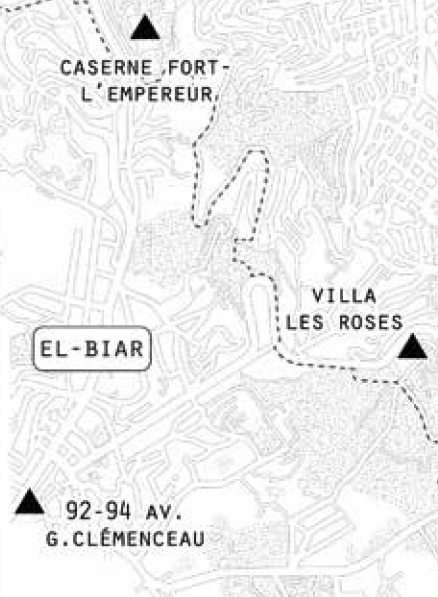 CASERNE FORT-
L'EMPEREUR
VILLA
LES ROSES
EL-BIAR
92-94 AV.
G.CLÉMENCEAU